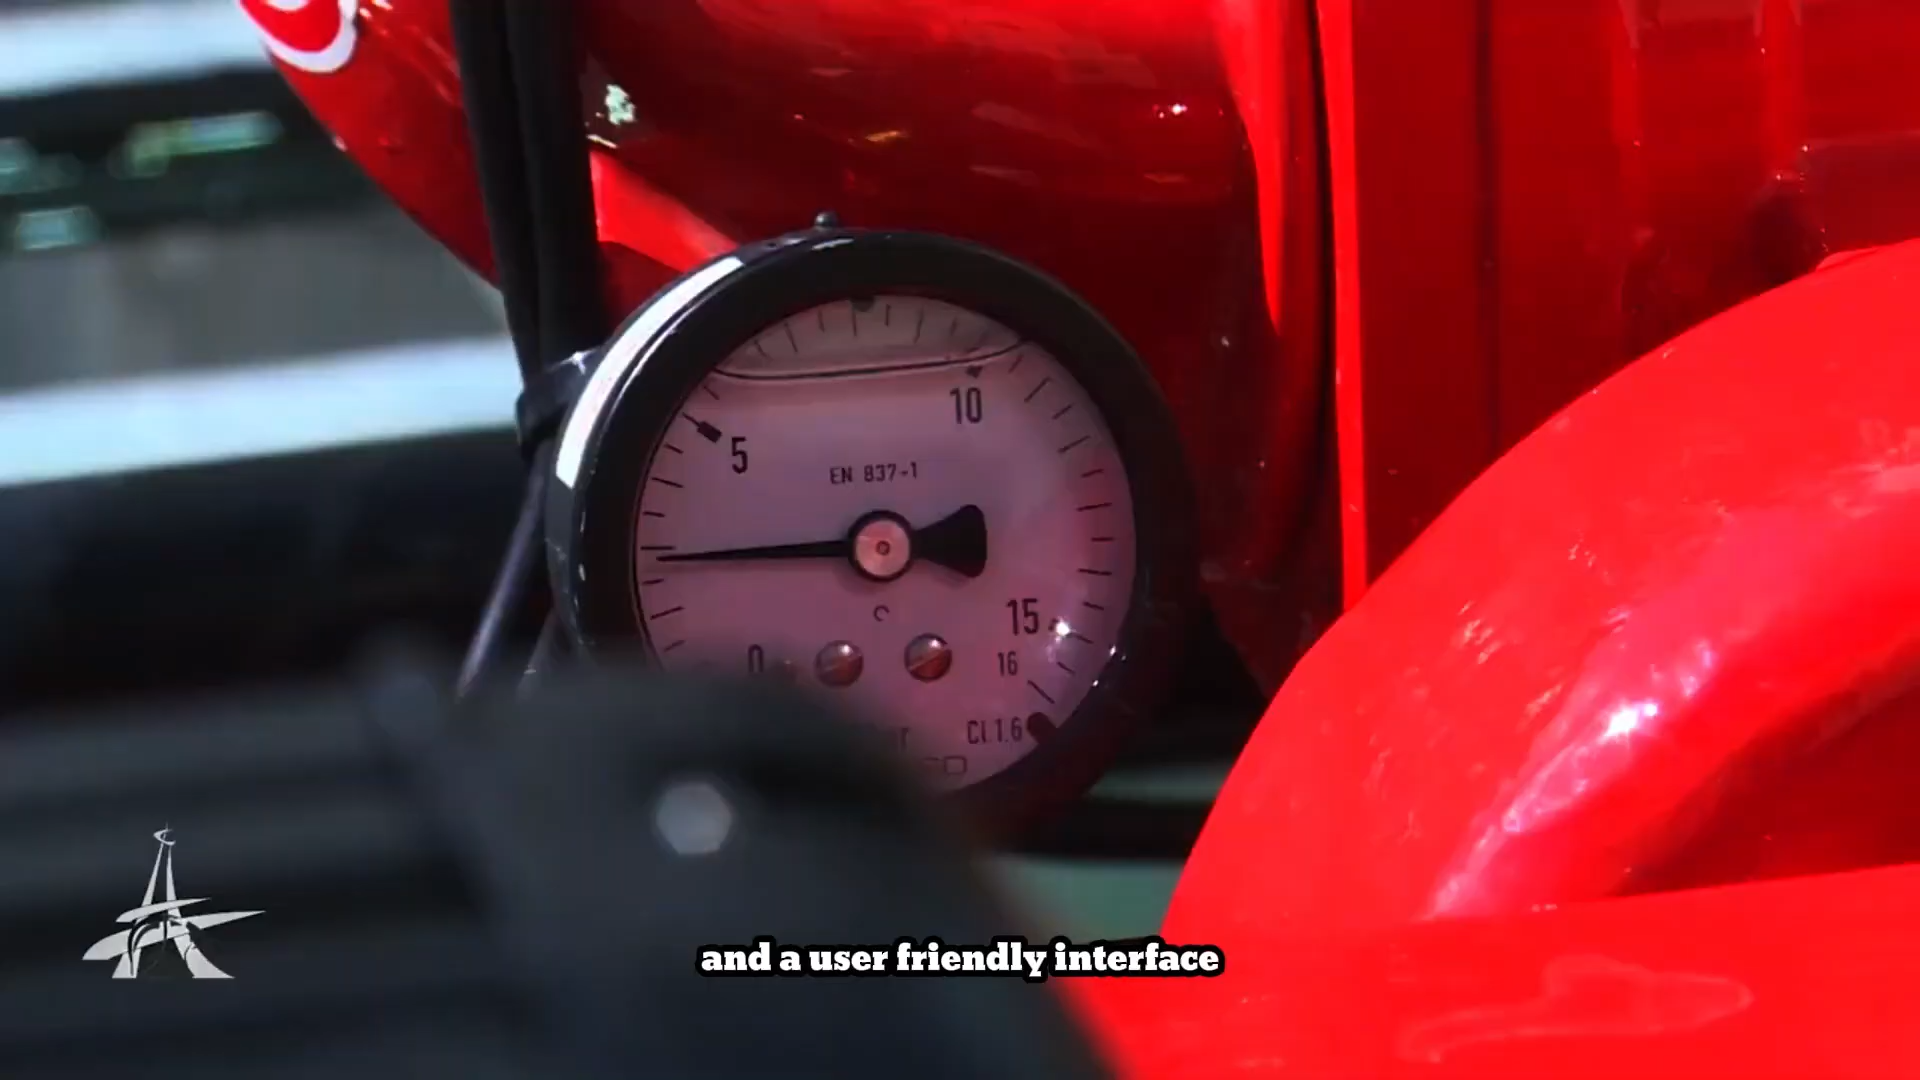 10
5
EN 837-1
15
0
16
Cl.1.6
and a user friendly interface